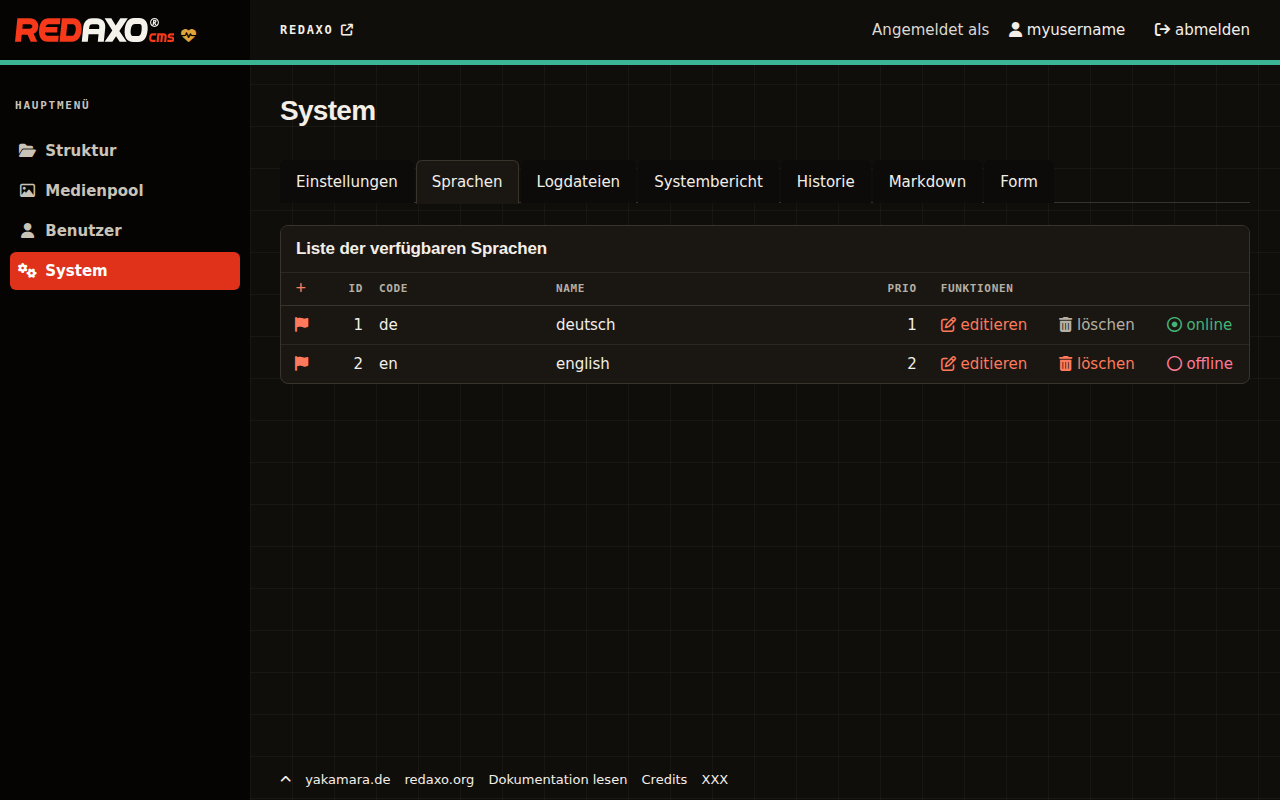 REDAXO® cms
REDAXO
Angemeldet als myusername abmelden
HAUPTMENÜ
Struktur
Medienpool
Benutzer
System
System
Einstellungen Sprachen Logdateien Systembericht Historie Markdown Form
Liste der verfügbaren Sprachen
+ ID CODE NAME PRIO FUNKTIONEN
1 de deutsch 1 editieren löschen online
2 en english 2 editieren löschen offline
yakamara.de redaxo.org Dokumentation lesen Credits XXX